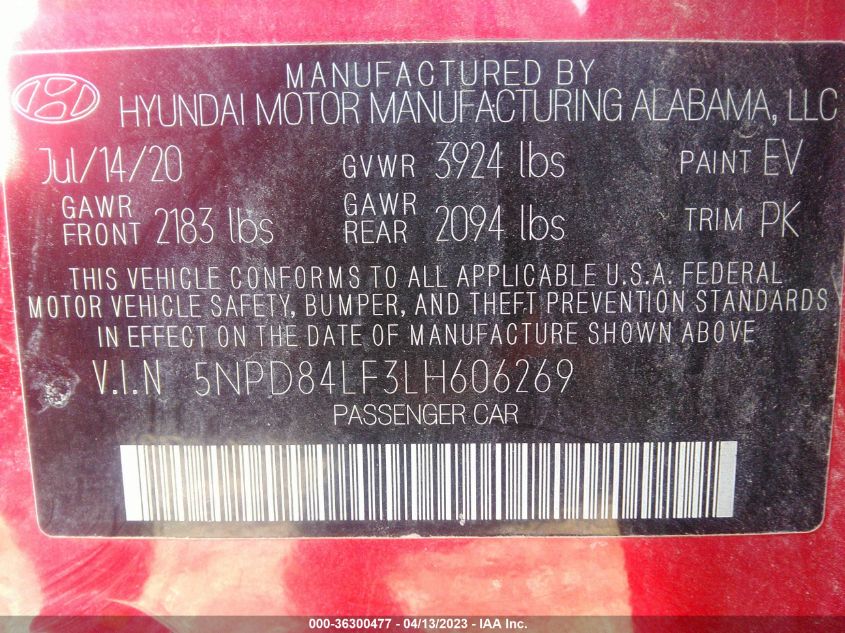 MANUFACTURED BY
HYUNDAI MOTOR MANUFACTURING ALABAMA, LLC
Jul/14/20 GVWR 3924 lbs PAINT EV
GAWR FRONT 2183 lbs GAWR REAR 2094 lbs TRIM PK
THIS VEHICLE CONFORMS TO ALL APPLICABLE U.S.A. FEDERAL
MOTOR VEHICLE SAFETY, BUMPER, AND THEFT PREVENTION STANDARDS
IN EFFECT ON THE DATE OF MANUFACTURE SHOWN ABOVE
V.I.N 5NPD84LF3LH606269
PASSENGER CAR
000-36300477 - 04/13/2023 - IAA Inc.